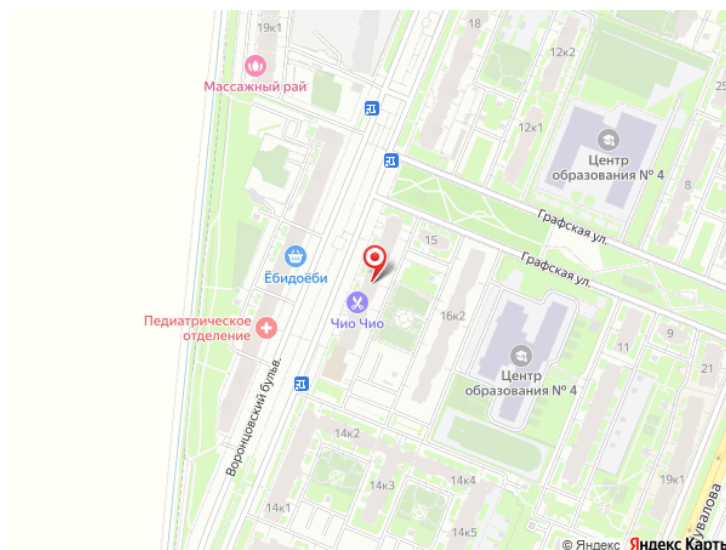 19к1
18
12к2
25
Массажный рай
12к1
Центр
образования № 4
8
Графская ул.
15
Графская ул.
Ёбидоёби
16к2
Педиатрическое
отделение
Чио Чио
11
9
21
Центр
образования № 4
Воронцовский бульв.
14к2
14к3
14к4
19к1
14к1
14к5
увалова
© Яндекс Яндекс Карты